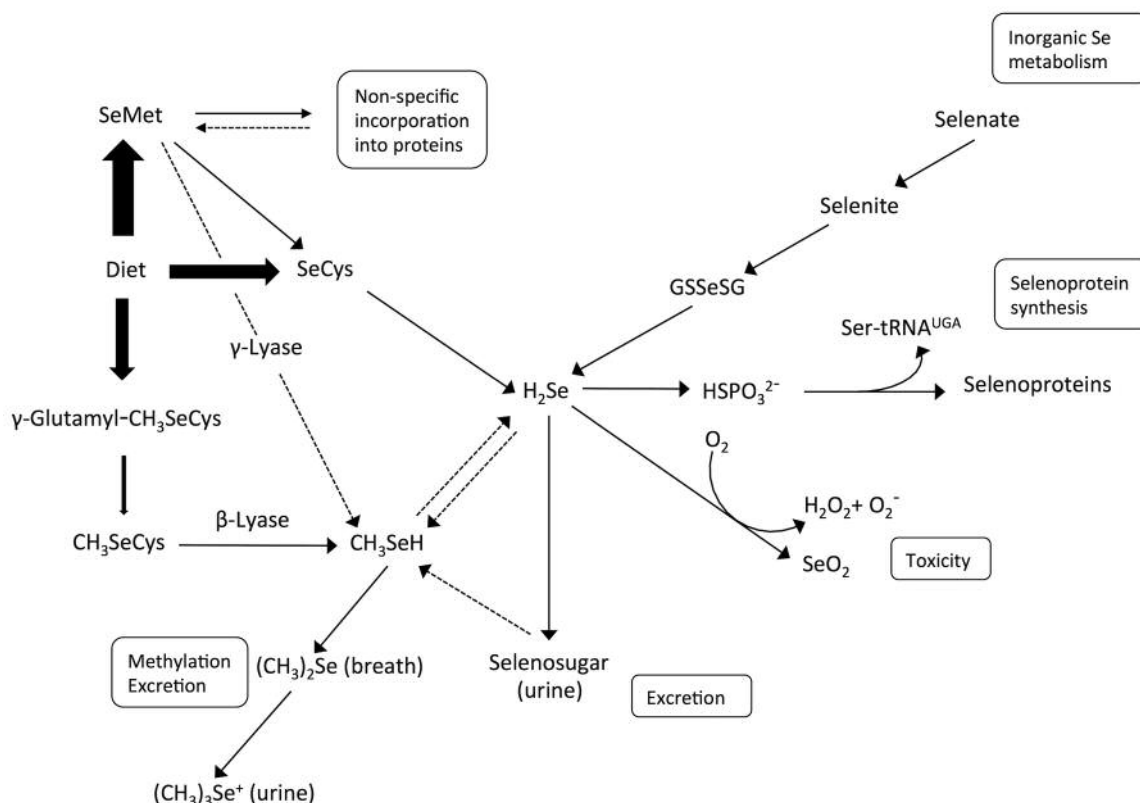 Inorganic Se
metabolism
SeMet
Non-specific
incorporation
into proteins
Selenate
Selenite
Diet
SeCys
GSSeSG
Selenoprotein
synthesis
Ser-tRNAᵁᴳᴬ
γ-Lyase
H₂Se
HSPO₃²⁻
Selenoproteins
γ-Glutamyl-CH₃SeCys
O₂
H₂O₂+ O₂⁻
β-Lyase
CH₃SeCys
CH₃SeH
SeO₂
Toxicity
Methylation
Excretion
(CH₃)₂Se (breath)
Selenosugar
(urine)
Excretion
(CH₃)₃Se⁺ (urine)